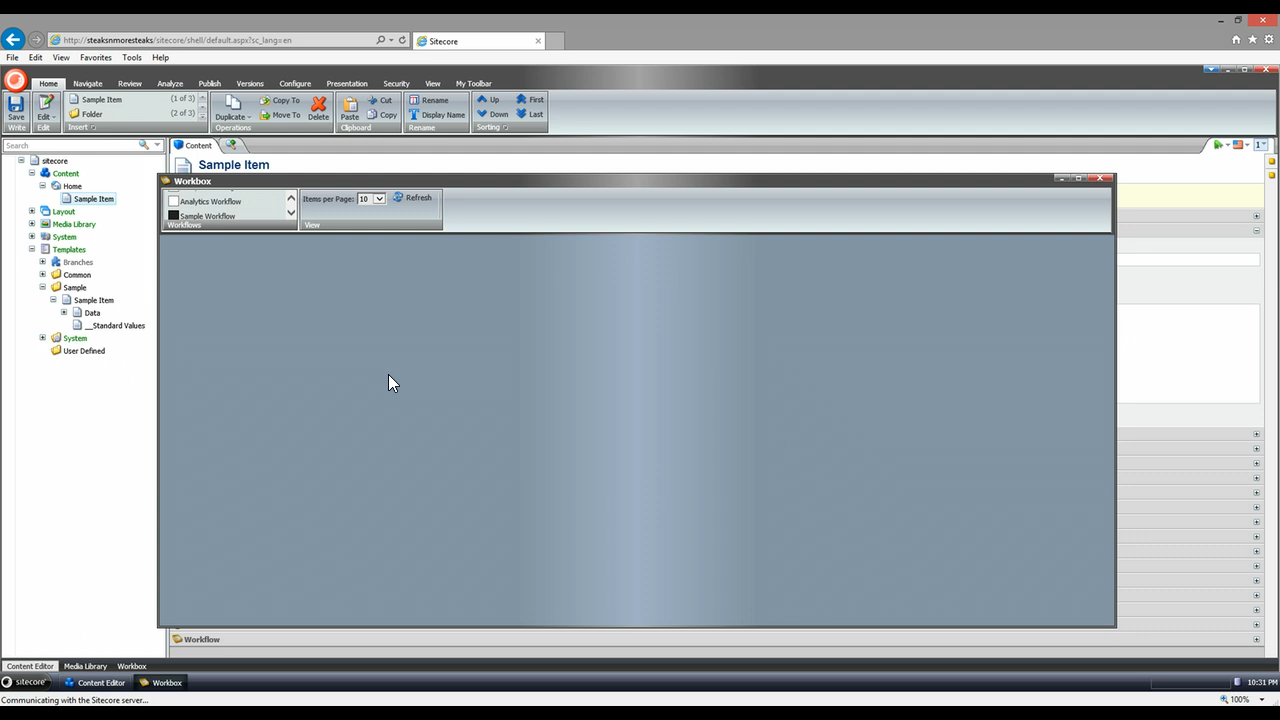 http://steaksnmoresteaks/sitecore/shell/default.aspx?sc_lang=en
Sitecore
File Edit View Favorites Tools Help
Home Navigate Review Analyze Publish Versions Configure Presentation Security View My Toolbar
Save
Write
Edit
Edit
Sample Item (1 of 3)
Folder (2 of 3)
Insert
Duplicate
Copy To
Move To
Delete
Operations
Paste
Cut
Copy
Clipboard
Rename
Display Name
Rename
Up First
Down Last
Sorting
Search
Content
1
sitecore
Content
Home
Sample Item
Layout
Media Library
System
Templates
Branches
Common
Sample
Sample Item
Data
__Standard Values
System
User Defined
Sample Item
Workbox
Analytics Workflow
Sample Workflow
Workflows
Items per Page: 10 Refresh
View
Workflow
Content Editor Media Library Workbox
sitecore Content Editor Workbox 10:31 PM
Communicating with the Sitecore server... 100%